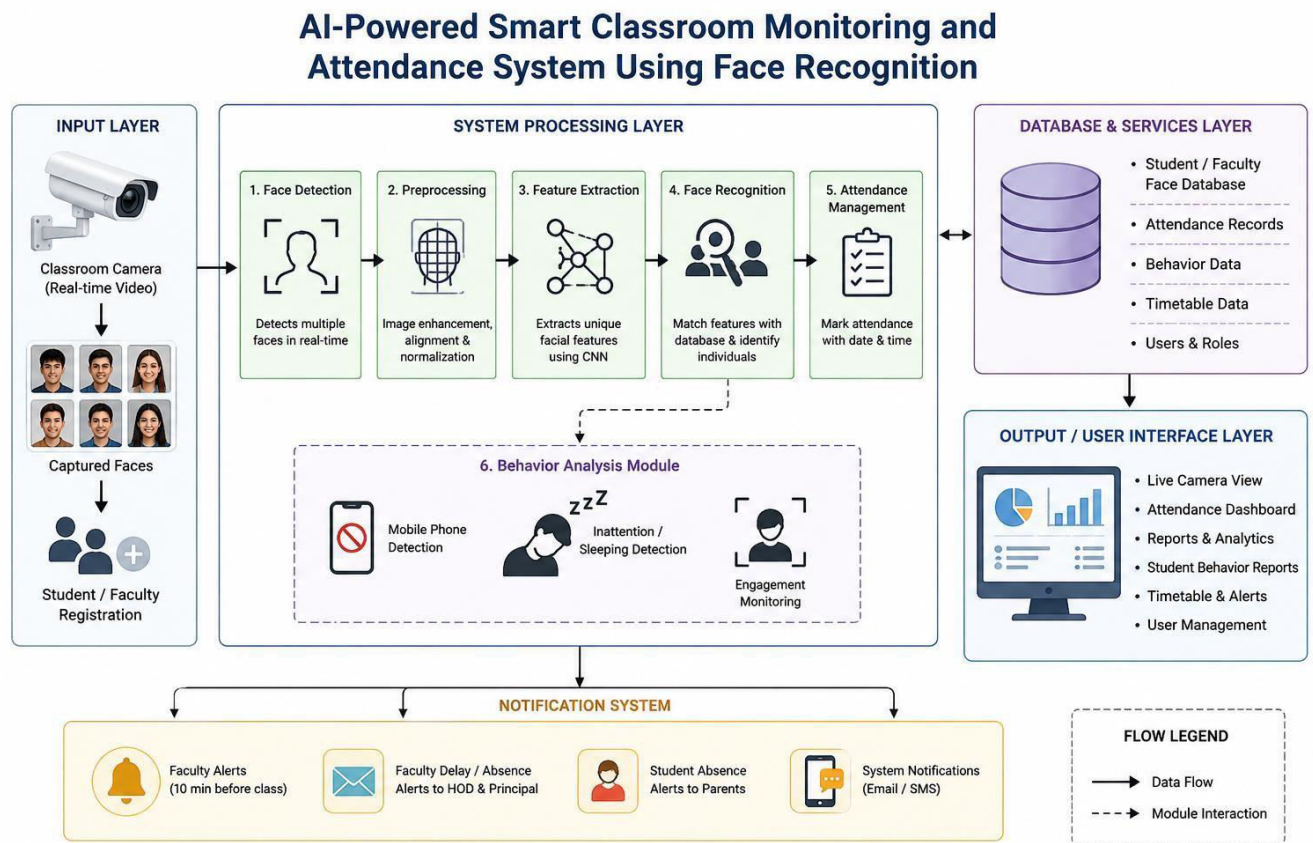 AI-Powered Smart Classroom Monitoring and
Attendance System Using Face Recognition
INPUT LAYER
Classroom Camera
(Real-time Video)
Captured Faces
Student / Faculty
Registration
SYSTEM PROCESSING LAYER
1. Face Detection
Detects multiple
faces in real-time
2. Preprocessing
Image enhancement,
alignment &
normalization
3. Feature Extraction
Extracts unique
facial features
using CNN
4. Face Recognition
Match features with
database & identify
individuals
5. Attendance
Management
Mark attendance
with date & time
6. Behavior Analysis Module
Mobile Phone
Detection
zzZ
Inattention /
Sleeping Detection
Engagement
Monitoring
DATABASE & SERVICES LAYER
• Student / Faculty
Face Database
• Attendance Records
• Behavior Data
• Timetable Data
• Users & Roles
OUTPUT / USER INTERFACE LAYER
• Live Camera View
• Attendance Dashboard
• Reports & Analytics
• Student Behavior Reports
• Timetable & Alerts
• User Management
NOTIFICATION SYSTEM
Faculty Alerts
(10 min before class)
Faculty Delay / Absence
Alerts to HOD & Principal
Student Absence
Alerts to Parents
System Notifications
(Email / SMS)
FLOW LEGEND
Data Flow
Module Interaction